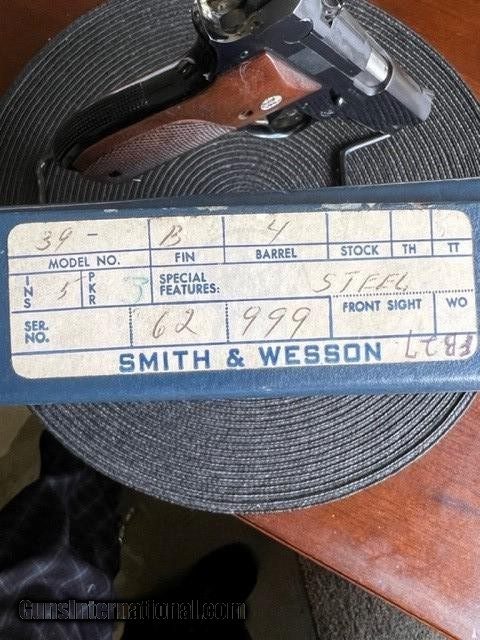 39 - B 4
MODEL NO. FIN BARREL STOCK TH TT
INS 5 PKR 3 SPECIAL FEATURES: STEEL
SER. NO. 62 999 FRONT SIGHT WO
SMITH & WESSON
GunsInternational.com